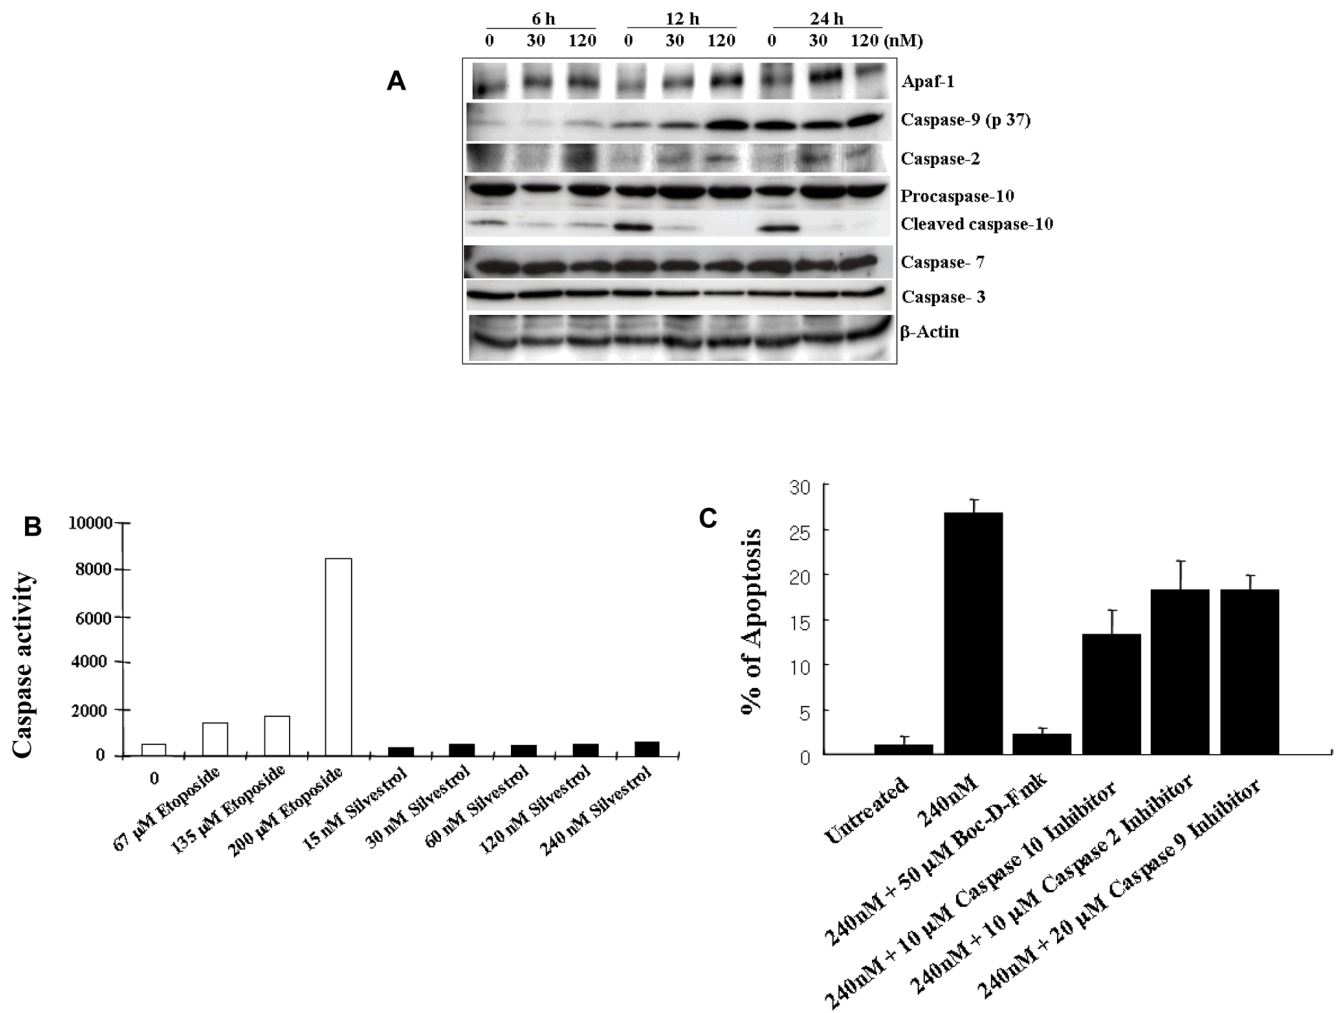 6 h 12 h 24 h
0 30 120 0 30 120 0 30 120 (nM)
A
Apaf-1
Caspase-9 (p 37)
Caspase-2
Procaspase-10
Cleaved caspase-10
Caspase- 7
Caspase- 3
β-Actin
B
Caspase activity
10000
8000
6000
4000
2000
0
0
67 µM Etoposide
135 µM Etoposide
200 µM Etoposide
15 nM Silvestrol
30 nM Silvestrol
60 nM Silvestrol
120 nM Silvestrol
240 nM Silvestrol
C
% of Apoptosis
30
25
20
15
10
5
0
Untreated
240nM
240nM + 50 µM Boc-D-Fmk
240nM + 10 µM Caspase 10 Inhibitor
240nM + 10 µM Caspase 2 Inhibitor
240nM + 20 µM Caspase 9 Inhibitor